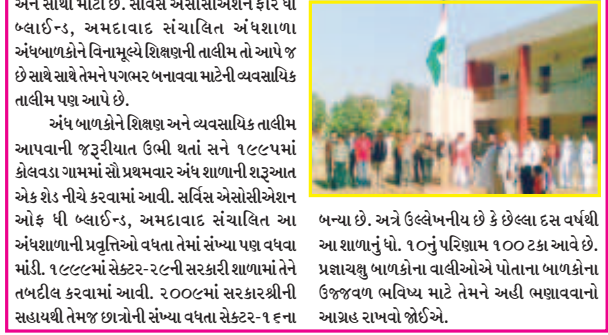 અને સૌથી મોટી છે. સર્વિસ એસોસીએશન ફોર ધી
બ્લાઈન્ડ, અમદાવાદ સંચાલિત અંધશાળા
અંધબાળકોને વિનામૂલ્યે શિક્ષણની તાલીમ તો આપે જ
છે સાથે સાથે તેમને પગભર બનાવવા માટેની વ્યવસાયિક
તાલીમ પણ આપે છે.
અંધ બાળકોને શિક્ષણ અને વ્યવસાયિક તાલીમ
આપવાની જરૂરીયાત ઉભી થતાં સને ૧૯૯૫માં
કોલવડા ગામમાં સૌ પ્રથમવાર અંધ શાળાની શરૂઆત
એક શેડ નીચે કરવામાં આવી. સર્વિસ એસોસીએશન
ઓફ ધી બ્લાઈન્ડ, અમદાવાદ સંચાલિત આ
અંધશાળાની પ્રવૃત્તિઓ વધતા તેમાં સંખ્યા પણ વધવા
માંડી. ૧૯૯૯માં સેક્ટર-૨૯ની સરકારી શાળામાં તેને
તબદીલ કરવામાં આવી. ૨૦૦૯માં સરકારશ્રીની
સહાયથી તેમજ છાત્રોની સંખ્યા વધતા સેક્ટર-૧૬ના
બન્યા છે. અત્રે ઉલ્લેખનીય છે કે છેલ્લા દસ વર્ષથી
આ શાળાનું ધો. ૧૦નું પરિણામ ૧૦૦ ટકા આવે છે.
પ્રજ્ઞાચક્ષુ બાળકોના વાલીઓએ પોતાના બાળકોના
ઉજ્જવળ ભવિષ્ય માટે તેમને અહી ભણાવવાનો
આગ્રહ રાખવો જોઈએ.